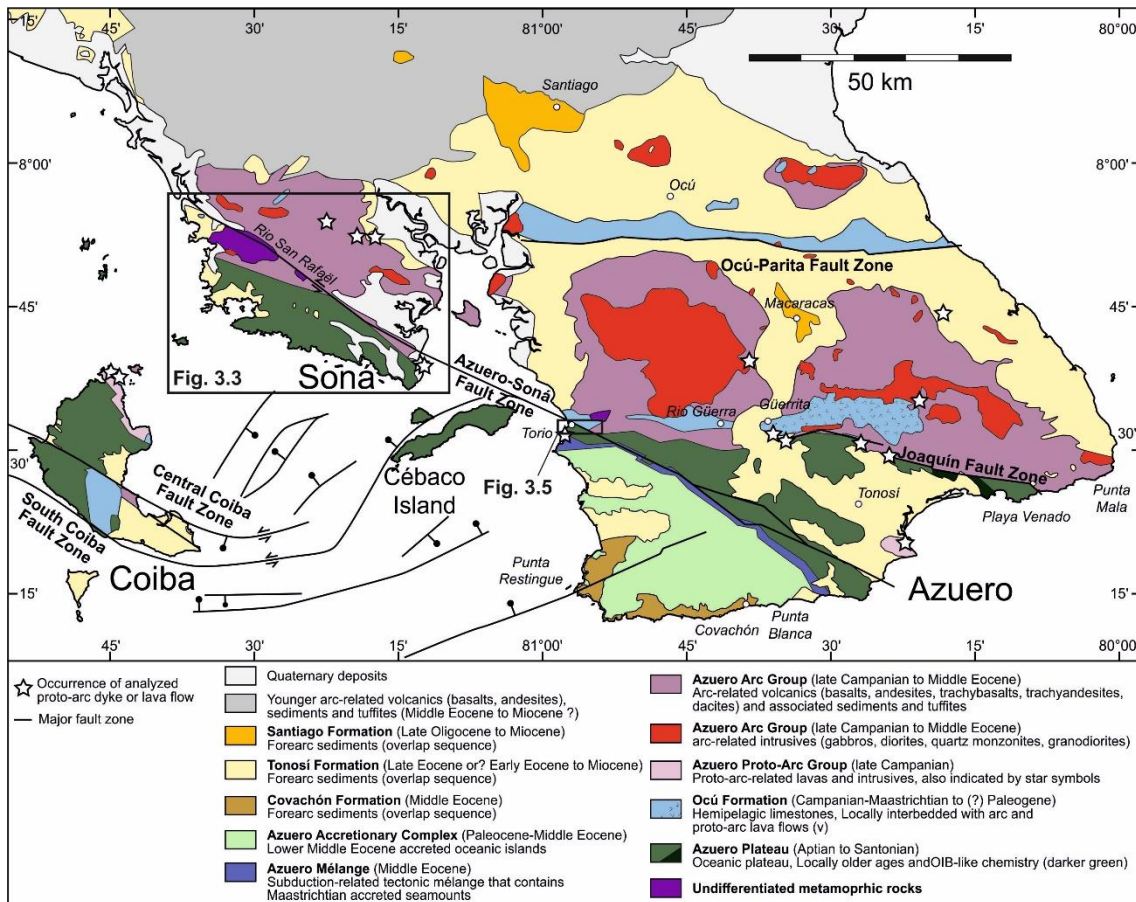 15'
30'
15'
81°00'
45'
30'
15'
80°00'
50 km
Santiago
8°00'
8°00'
Ocú
Rio San Rafaël
Ocú-Parita Fault Zone
45'
45'
Macaracas
Fig. 3.3
Soná
Azuero-Soná
Fault Zone
Rio Güerra
Güerrita
Torio
Joaquín Fault Zone
30'
30'
Cébaco
Island
Fig. 3.5
Central Coiba
Fault Zone
South Coiba
Fault Zone
Tonosí
Playa Venado
Punta
Mala
Coiba
Punta
Restingue
Azuero
15'
15'
Covachón
Punta
Blanca
45'
30'
15'
81°00'
45'
30'
15'
80°00'
Occurrence of analyzed
proto-arc dyke or lava flow
Major fault zone
Quaternary deposits
Younger arc-related volcanics (basalts, andesites),
sediments and tuffites (Middle Eocene to Miocene ?)
Santiago Formation (Late Oligocene to Miocene)
Forearc sediments (overlap sequence)
Tonosí Formation (Late Eocene or? Early Eocene to Miocene)
Forearc sediments (overlap sequence)
Covachón Formation (Middle Eocene)
Forearc sediments (overlap sequence)
Azuero Accretionary Complex (Paleocene-Middle Eocene)
Lower Middle Eocene accreted oceanic islands
Azuero Mélange (Middle Eocene)
Subduction-related tectonic mélange that contains
Maastrichtian accreted seamounts
Azuero Arc Group (late Campanian to Middle Eocene)
Arc-related volcanics (basalts, andesites, trachybasalts, trachyandesites,
dacites) and associated sediments and tuffites
Azuero Arc Group (late Campanian to Middle Eocene)
arc-related intrusives (gabbros, diorites, quartz monzonites, granodiorites)
Azuero Proto-Arc Group (late Campanian)
Proto-arc-related lavas and intrusives, also indicated by star symbols
Ocú Formation (Campanian-Maastrichtian to (?) Paleogene)
Hemipelagic limestones, Locally interbedded with arc and
proto-arc lava flows (v)
Azuero Plateau (Aptian to Santonian)
Oceanic plateau, Locally older ages andOIB-like chemistry (darker green)
Undifferentiated metamoprhic rocks